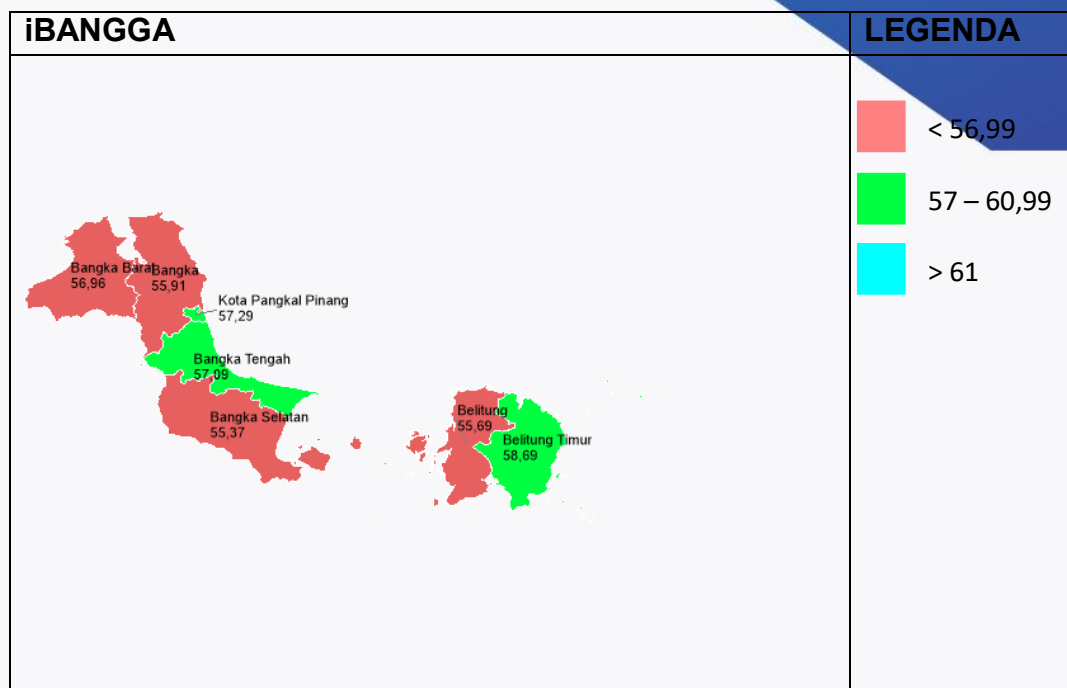 iBANGGA
LEGENDA
< 56,99
57 – 60,99
> 61
Bangka Barat
56,96
Bangka
55,91
Kota Pangkal Pinang
57,29
Bangka Tengah
57,09
Bangka Selatan
55,37
Belitung
55,69
Belitung Timur
58,69